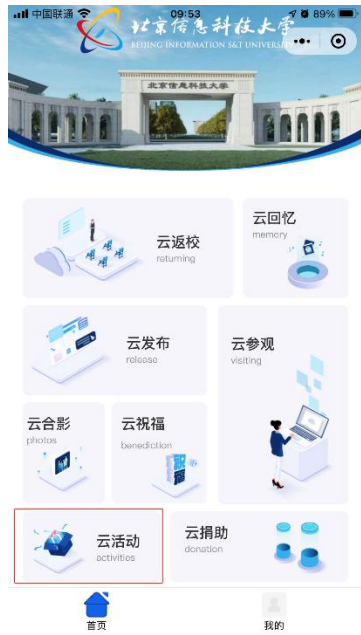 中国联通 09:53 89%
北京信息科技大学
BEIJING INFORMATION S&T UNIVERSITY
北京信息科技大学
云返校
returning
云回忆
memory
云发布
release
云参观
visiting
云合影
photos
云祝福
benediction
云活动
activities
云捐助
donation
首页
我的